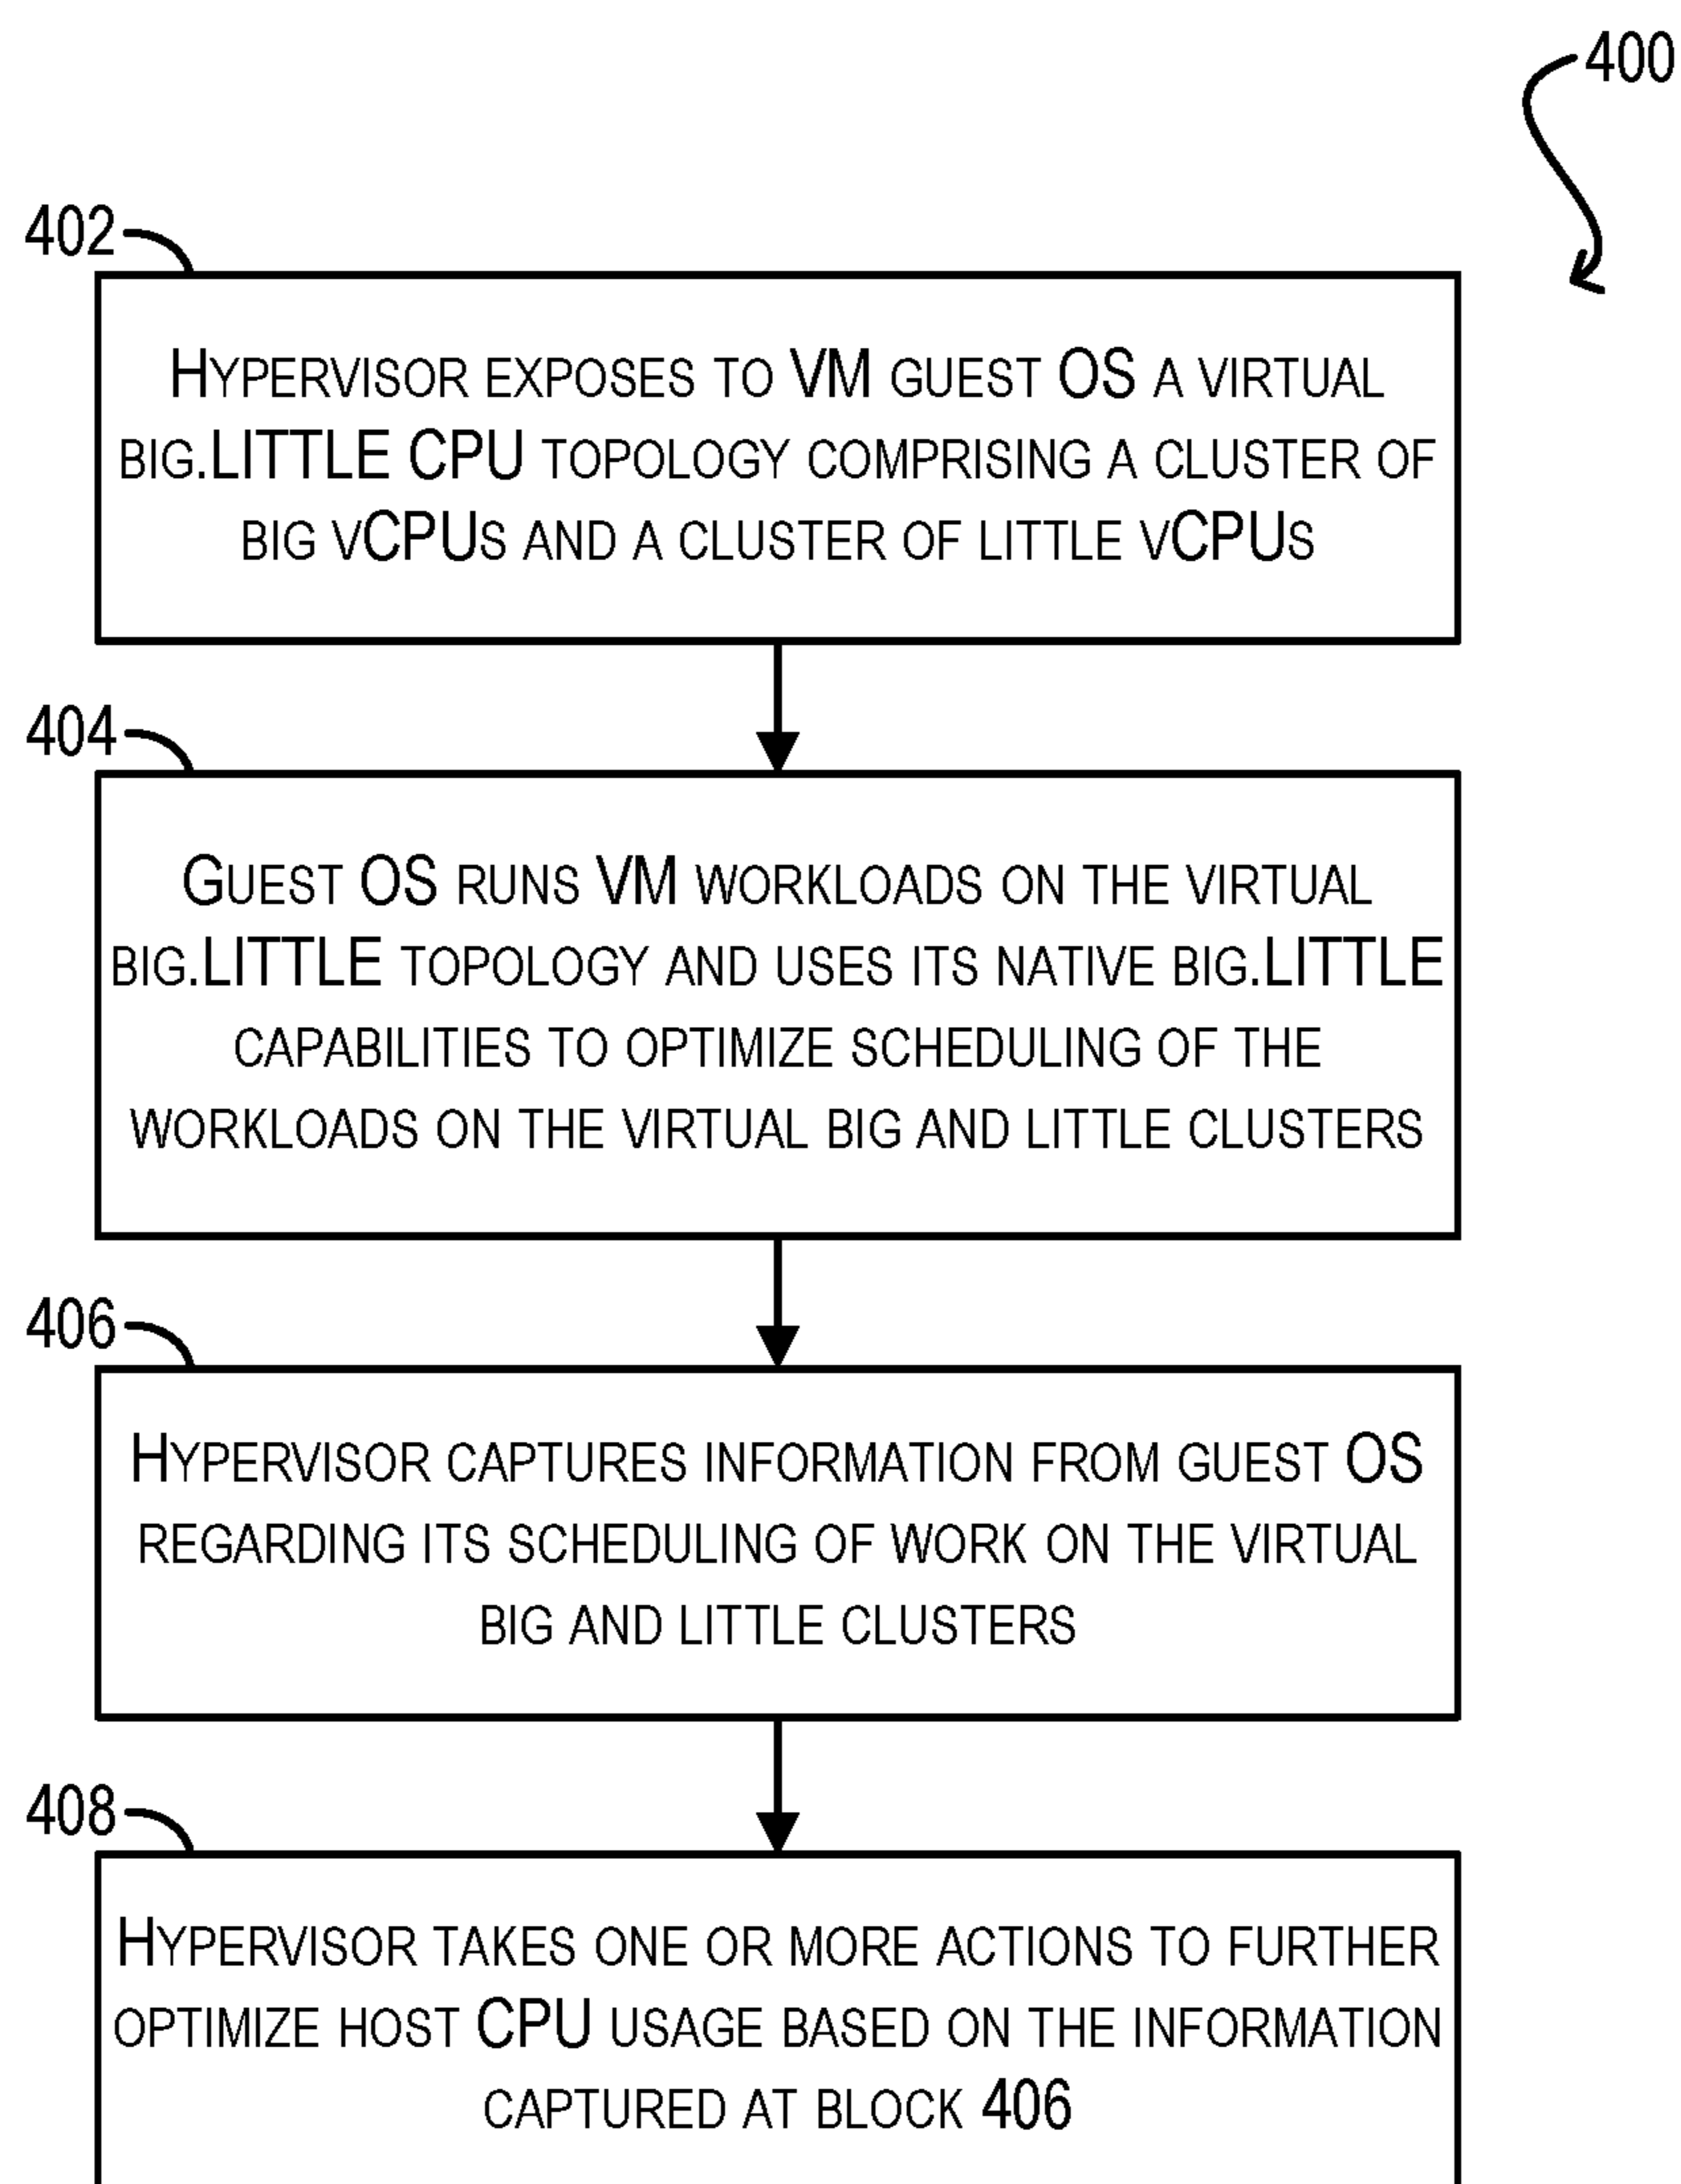 400
402
Hypervisor exposes to VM guest OS a virtual
big.LITTLE CPU topology comprising a cluster of
big vCPUs and a cluster of little vCPUs
404
Guest OS runs VM workloads on the virtual
big.LITTLE topology and uses its native big.LITTLE
capabilities to optimize scheduling of the
workloads on the virtual big and little clusters
406
Hypervisor captures information from guest OS
regarding its scheduling of work on the virtual
big and little clusters
408
Hypervisor takes one or more actions to further
optimize host CPU usage based on the information
captured at block 406